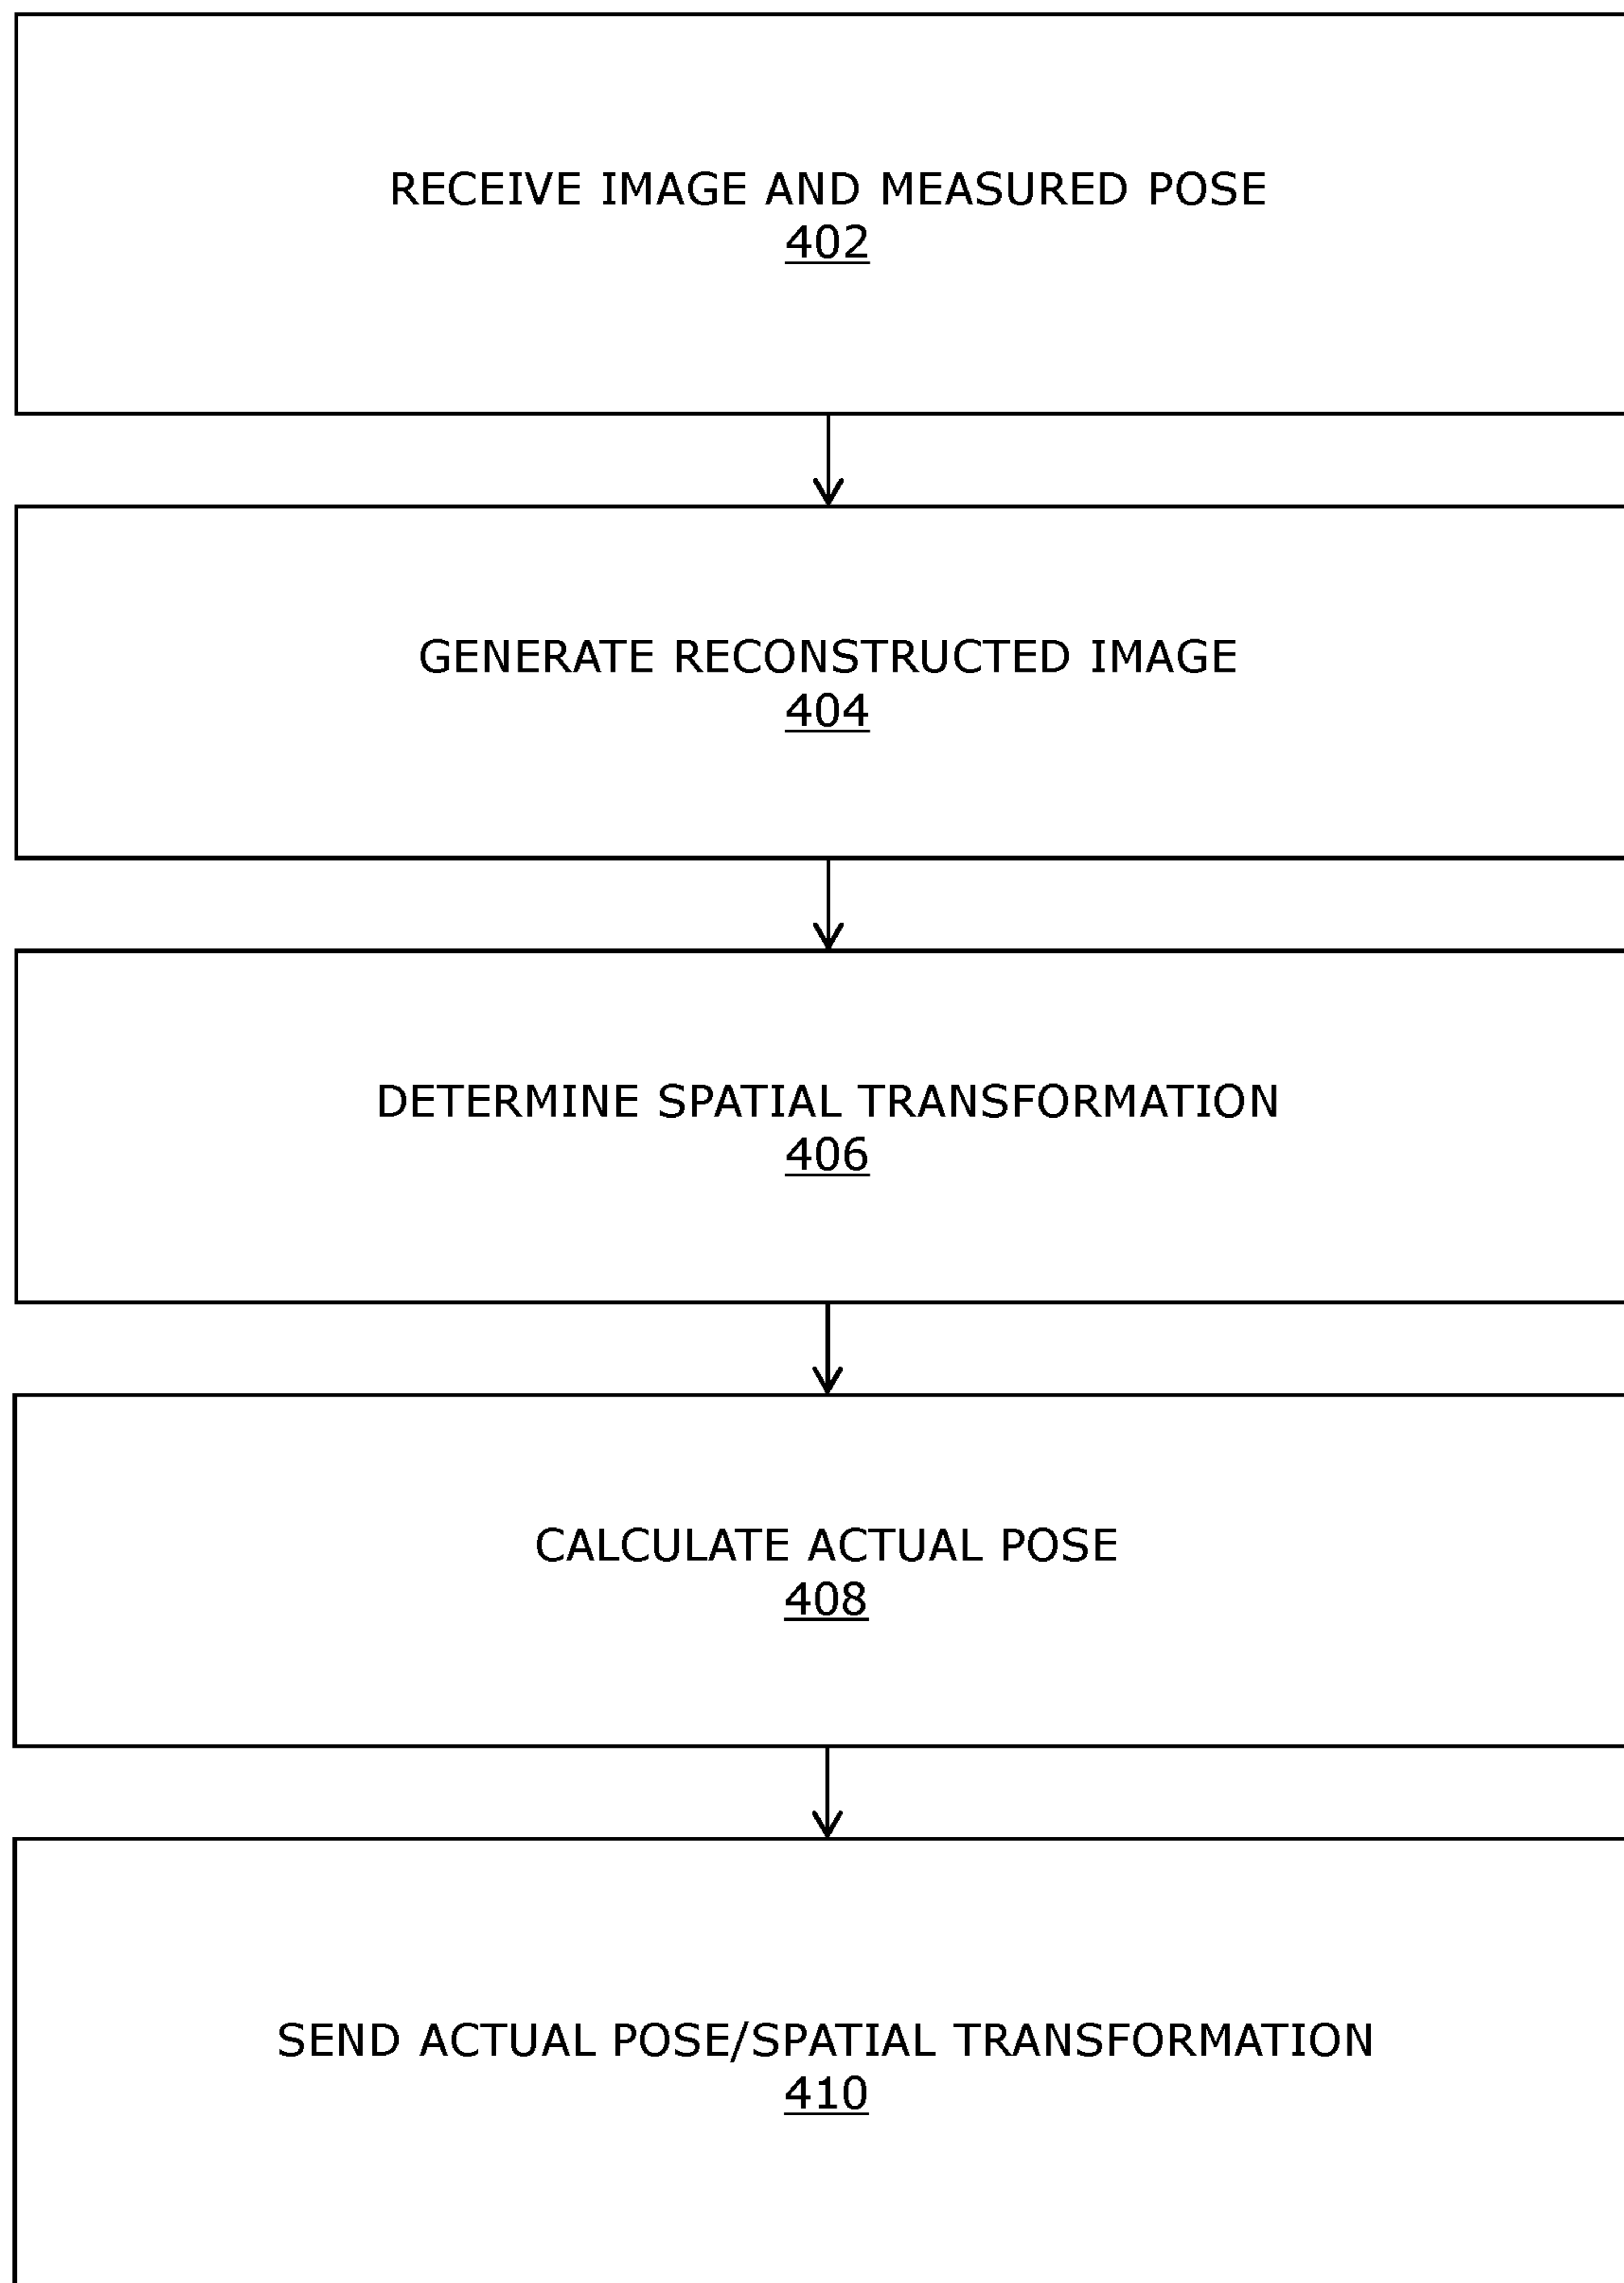 RECEIVE IMAGE AND MEASURED POSE
402
GENERATE RECONSTRUCTED IMAGE
404
DETERMINE SPATIAL TRANSFORMATION
406
CALCULATE ACTUAL POSE
408
SEND ACTUAL POSE/SPATIAL TRANSFORMATION
410